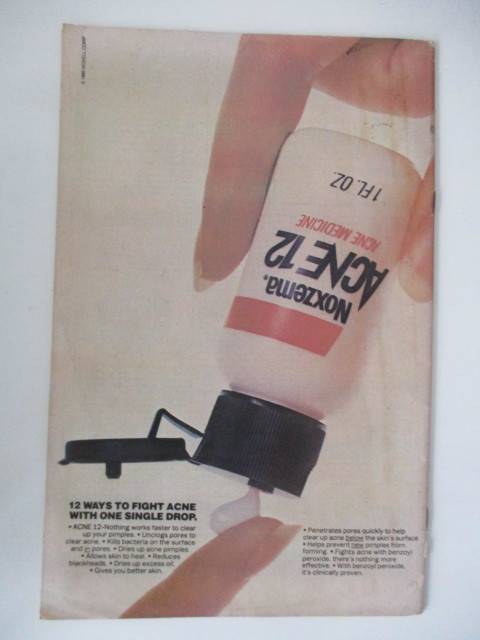 © 1985 NOXELL CORP.
1 FL. OZ.
ACNE MEDICINE
ACNE 12
Noxzema®
12 WAYS TO FIGHT ACNE
WITH ONE SINGLE DROP.
• ACNE 12-Nothing works faster to clear
up your pimples. • Unclogs pores to
clear acne. • Kills bacteria on the surface
and in pores. • Dries up acne pimples.
• Allows skin to heal. • Reduces
blackheads. • Dries up excess oil.
• Gives you better skin.
• Penetrates pores quickly to help
clear up acne below the skin's surface.
• Helps prevent new pimples from
forming. • Fights acne with benzoyl
peroxide, there's nothing more
effective. • With benzoyl peroxide,
it's clinically proven.